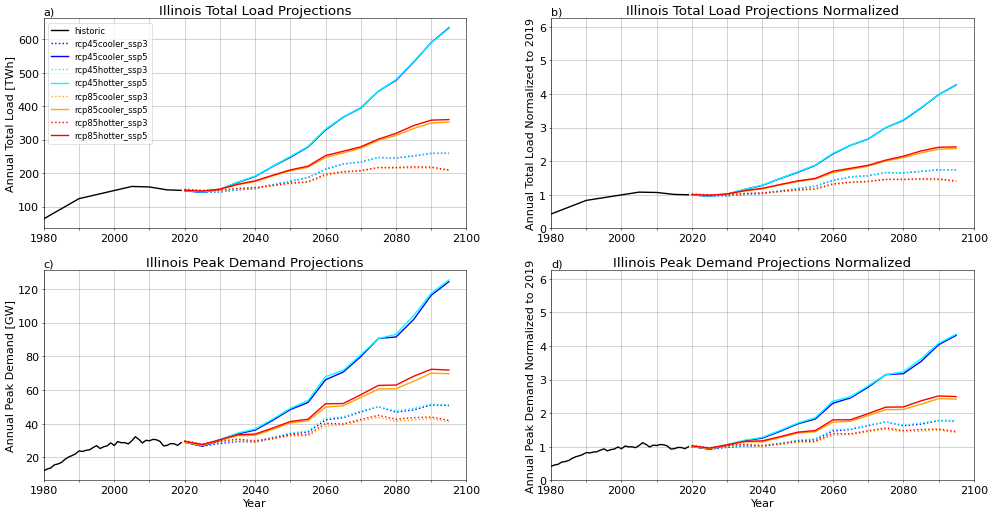 a)
Illinois Total Load Projections
Annual Total Load [TWh]
600
500
400
300
200
100
historic
rcp45cooler_ssp3
rcp45cooler_ssp5
rcp45hotter_ssp3
rcp45hotter_ssp5
rcp85cooler_ssp3
rcp85cooler_ssp5
rcp85hotter_ssp3
rcp85hotter_ssp5
1980 2000 2020 2040 2060 2080 2100
b)
Illinois Total Load Projections Normalized
Annual Total Load Normalized to 2019
6
5
4
3
2
1
0
1980 2000 2020 2040 2060 2080 2100
c)
Illinois Peak Demand Projections
Annual Peak Demand [GW]
120
100
80
60
40
20
1980 2000 2020 2040 2060 2080 2100
Year
d)
Illinois Peak Demand Projections Normalized
Annual Peak Demand Normalized to 2019
6
5
4
3
2
1
0
1980 2000 2020 2040 2060 2080 2100
Year